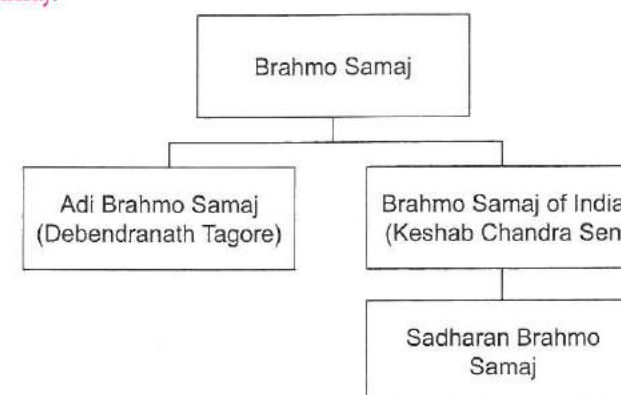 Brahmo Samaj
Adi Brahmo Samaj
(Debendranath Tagore)
Brahmo Samaj of India
(Keshab Chandra Sen
Sadharan Brahmo
Samaj